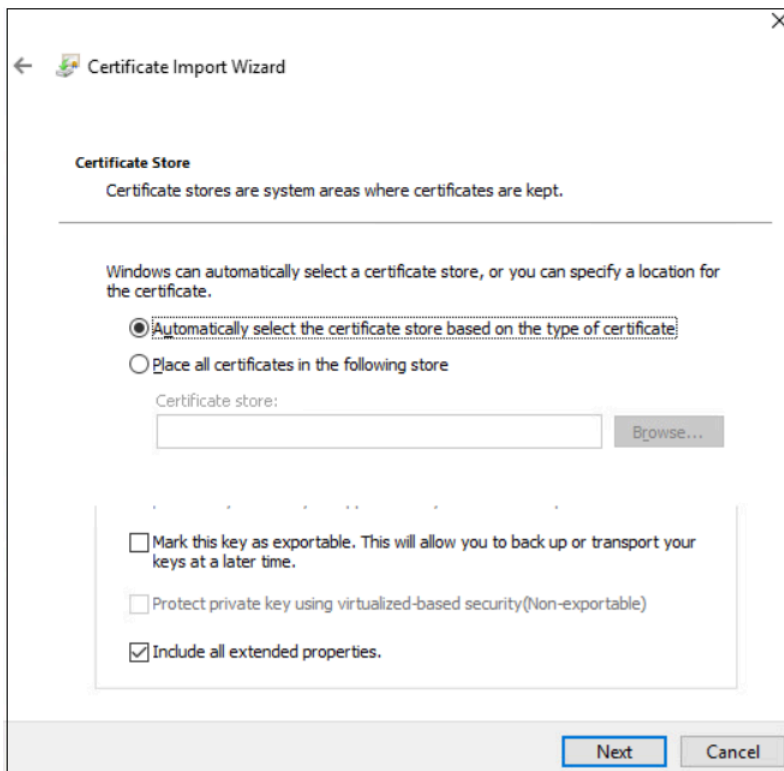 Certificate Import Wizard
Certificate Store
Certificate stores are system areas where certificates are kept.
Windows can automatically select a certificate store, or you can specify a location for
the certificate.
Automatically select the certificate store based on the type of certificate
Place all certificates in the following store
Certificate store:
Browse...
Mark this key as exportable. This will allow you to back up or transport your
keys at a later time.
Protect private key using virtualized-based security(Non-exportable)
Include all extended properties.
Next
Cancel